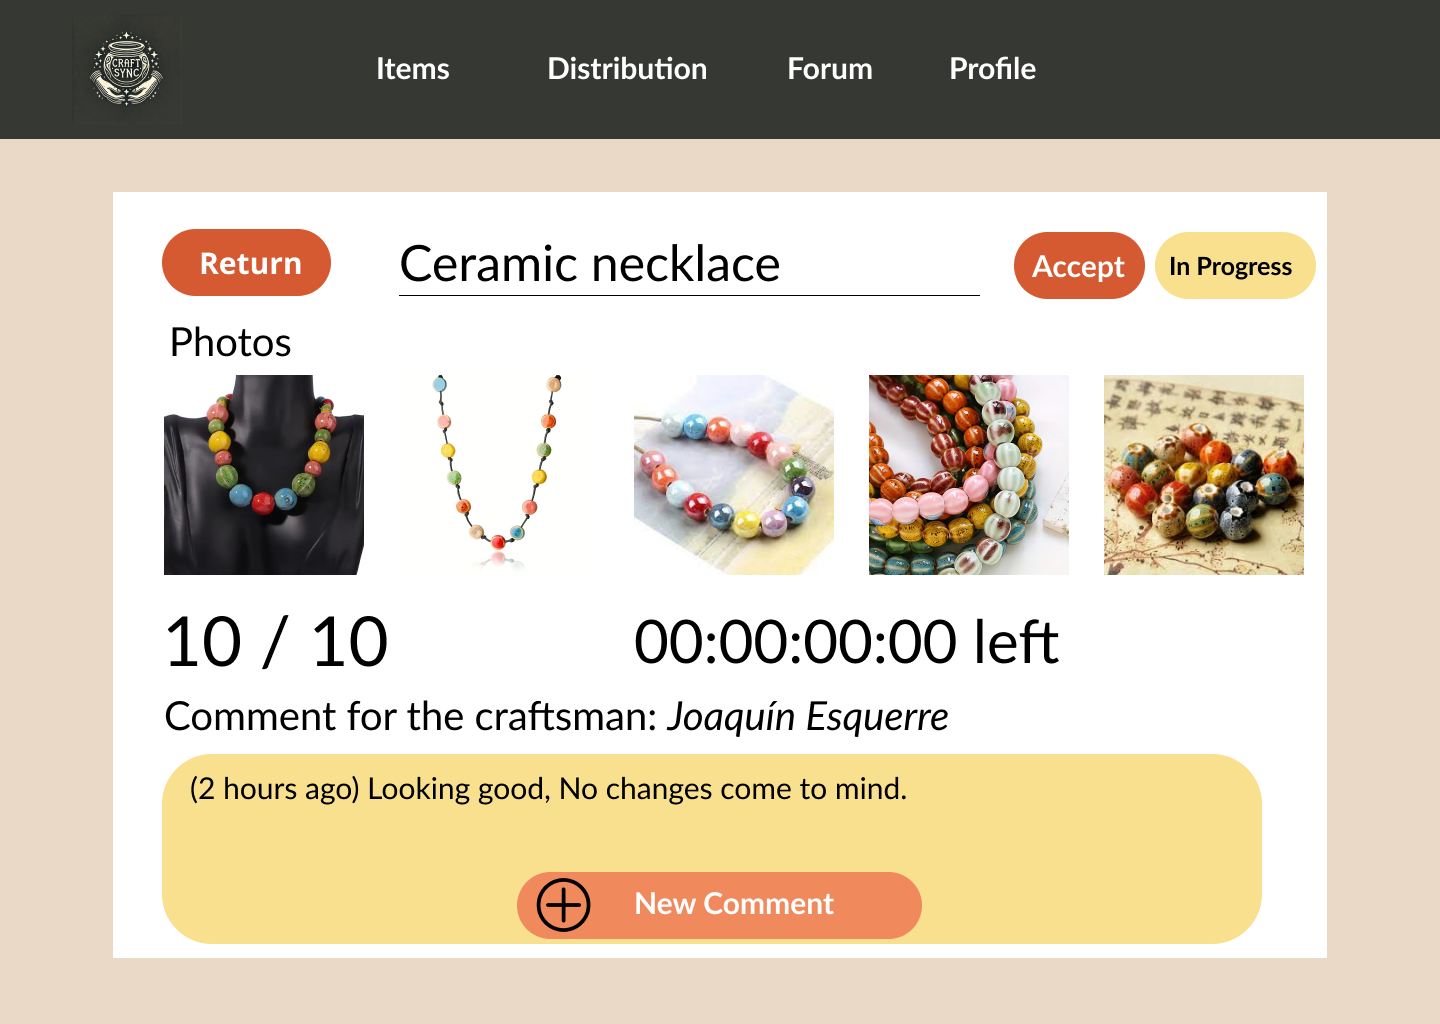 CRAFT
SYNC
Items
Distribution
Forum
Profile
Return
Ceramic necklace
Accept
In Progress
Photos
10 / 10
00:00:00:00 left
Comment for the craftsman: Joaquín Esquerre
(2 hours ago) Looking good, No changes come to mind.
New Comment